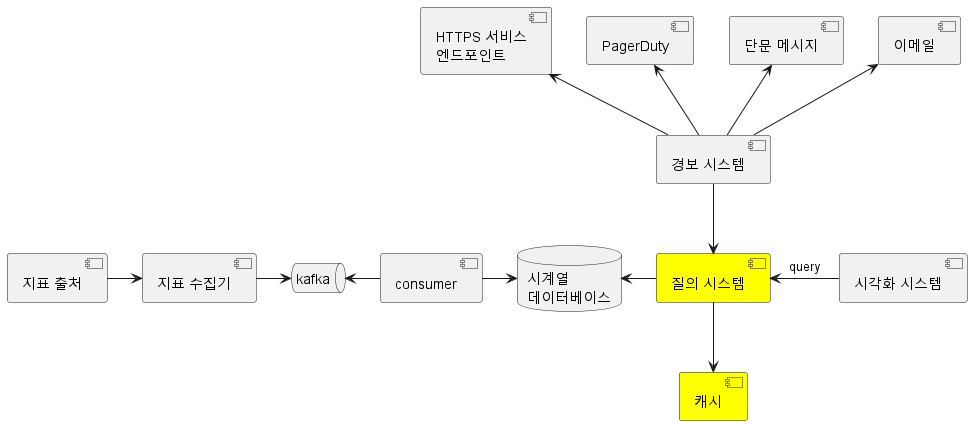 HTTPS 서비스
엔드포인트
PagerDuty
단문 메시지
이메일
경보 시스템
지표 출처
지표 수집기
kafka
consumer
시계열
데이터베이스
질의 시스템
query
시각화 시스템
캐시